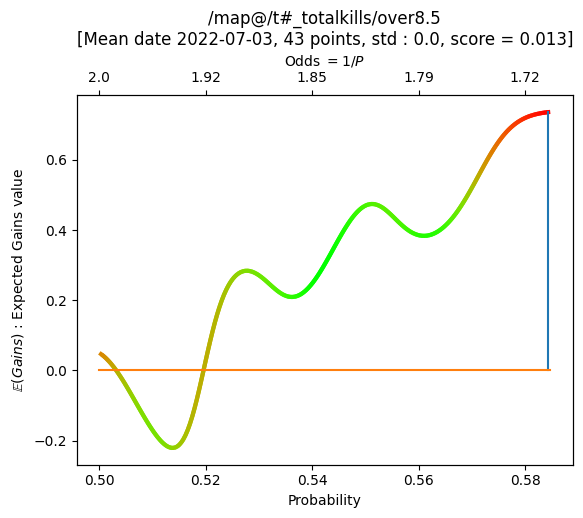 /map@/t#_totalkills/over8.5
[Mean date 2022-07-03, 43 points, std : 0.0, score = 0.013]
Odds = 1/P
2.0 1.92 1.85 1.79 1.72
𝔼(Gains) : Expected Gains value
0.6
0.4
0.2
0.0
−0.2
0.50 0.52 0.54 0.56 0.58
Probability